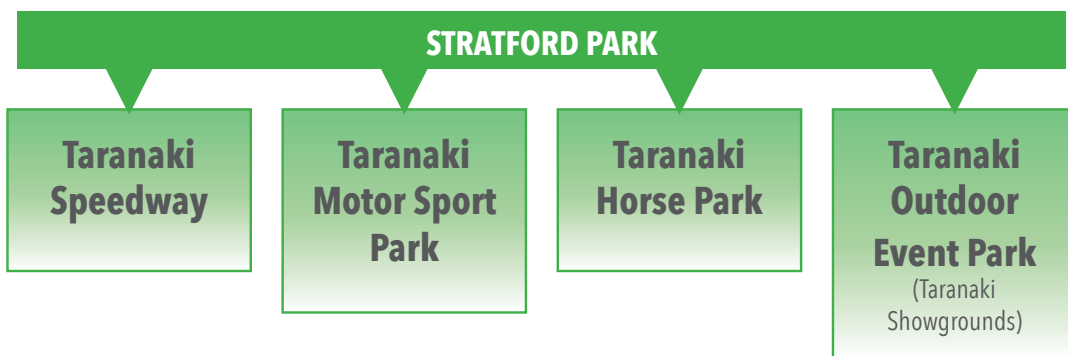 STRATFORD PARK
Taranaki
Speedway
Taranaki
Motor Sport
Park
Taranaki
Horse Park
Taranaki
Outdoor
Event Park
(Taranaki
Showgrounds)